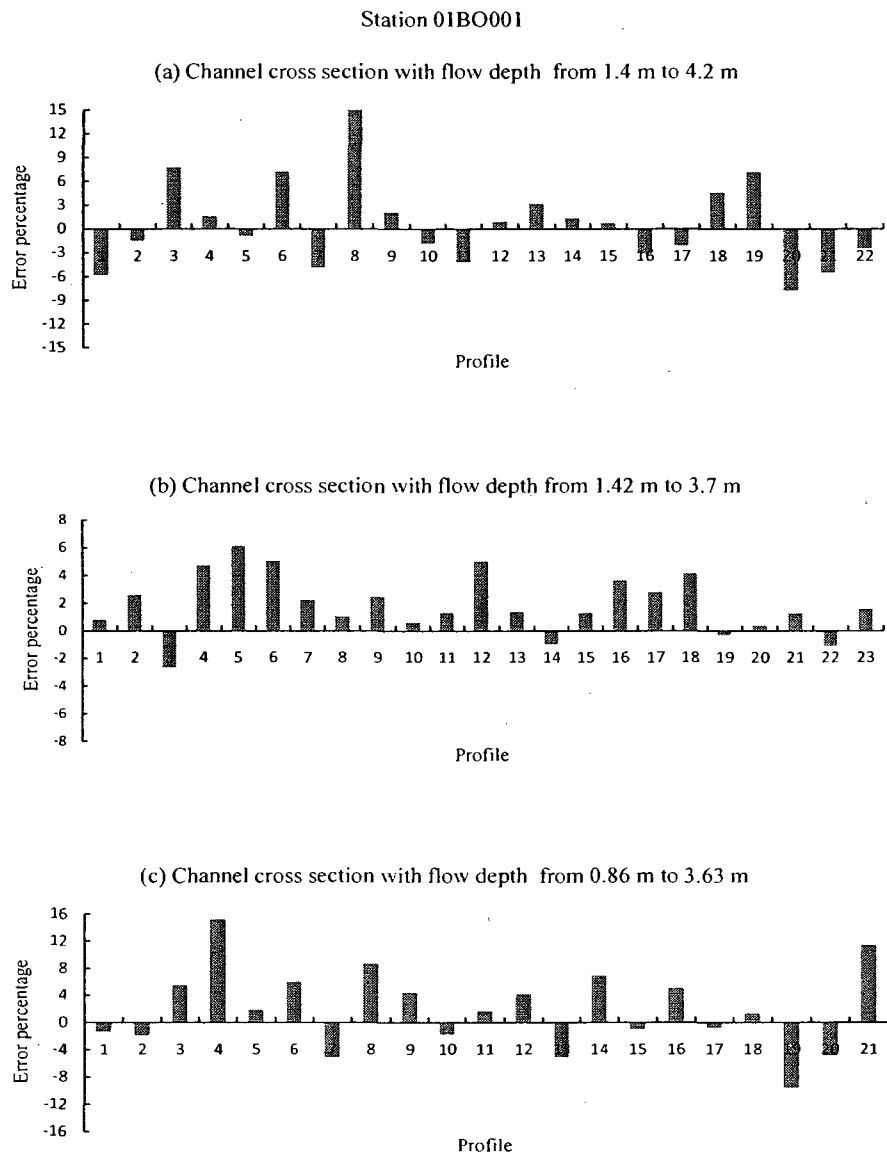 Station 01BO001
(a) Channel cross section with flow depth from 1.4 m to 4.2 m
15
12
9
6
3
0
-3
-6
-9
-12
-15
Error percentage
1 2 3 4 5 6 7 8 9 10 11 12 13 14 15 16 17 18 19 20 21 22
Profile
(b) Channel cross section with flow depth from 1.42 m to 3.7 m
8
6
4
2
0
-2
-4
-6
-8
Error percentage
1 2 3 4 5 6 7 8 9 10 11 12 13 14 15 16 17 18 19 20 21 22 23
Profile
(c) Channel cross section with flow depth from 0.86 m to 3.63 m
16
12
8
4
0
-4
-8
-12
-16
Error percentage
1 2 3 4 5 6 7 8 9 10 11 12 13 14 15 16 17 18 19 20 21
Profile